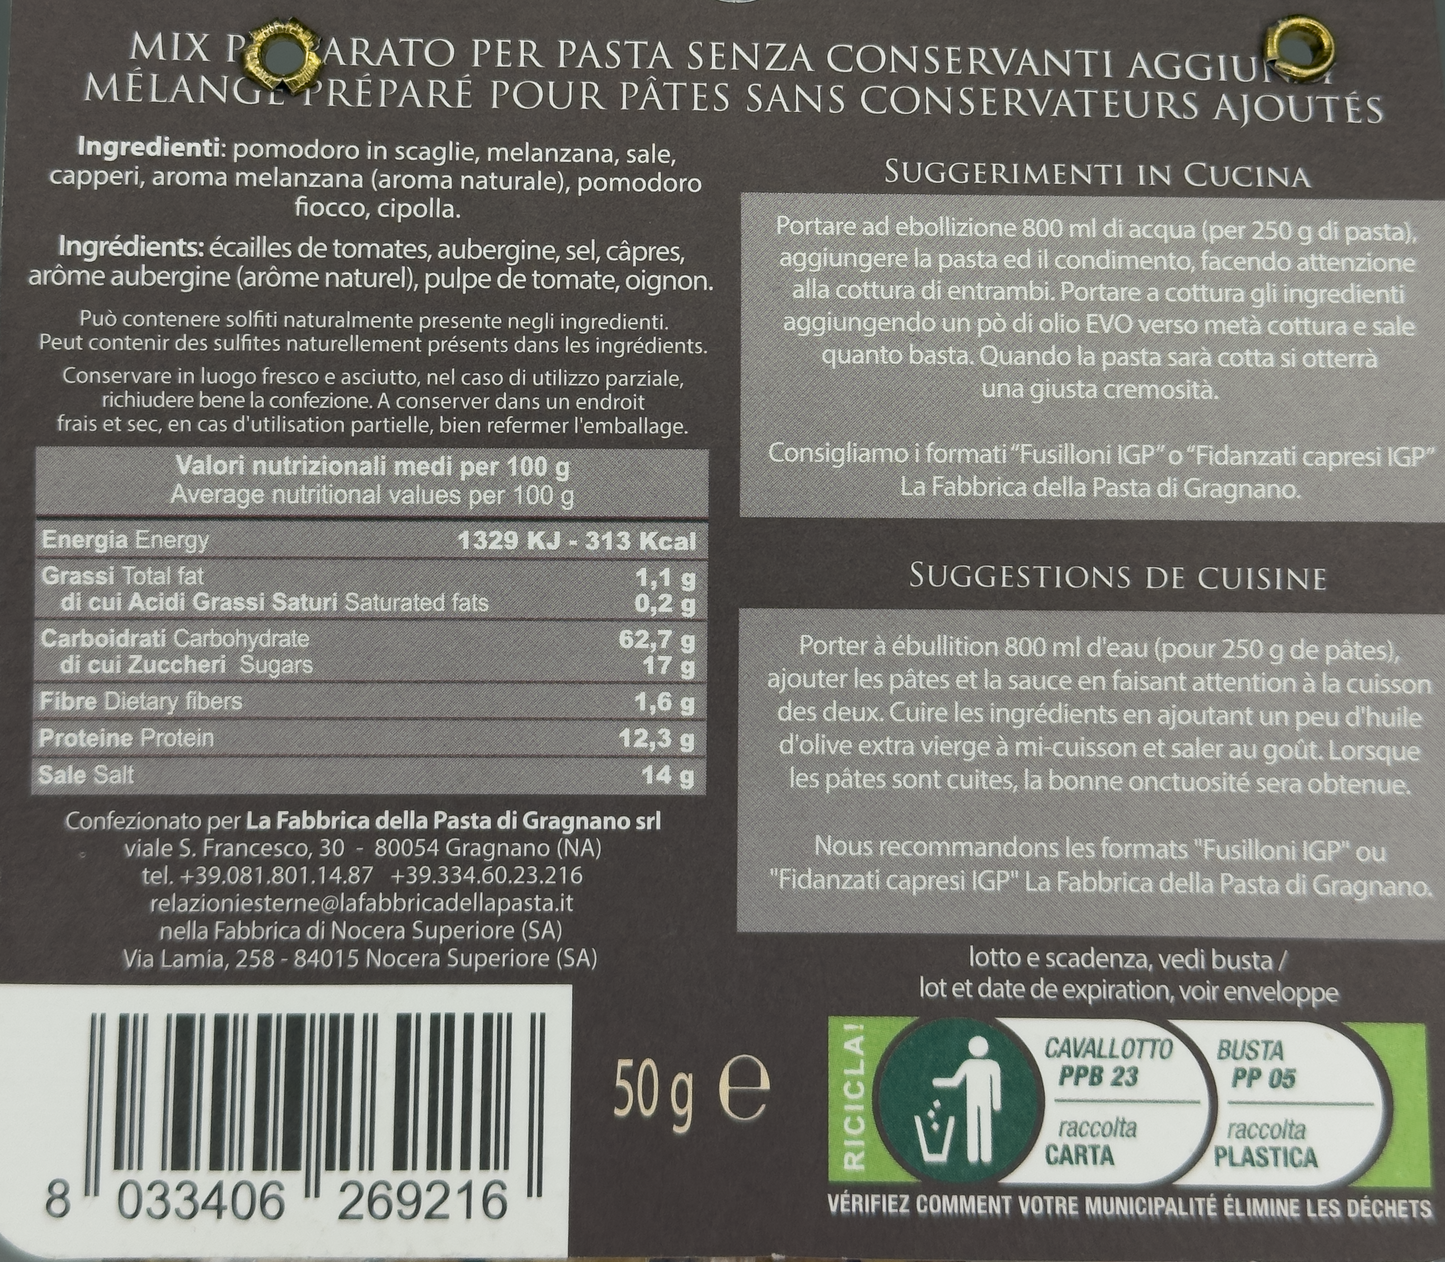 MIX P ARATO PER PASTA SENZA CONSERVANTI AGGIU
MÉLANGE PRÉPARÉ POUR PÂTES SANS CONSERVATEURS AJOUTÉS
Ingredienti: pomodoro in scaglie, melanzana, sale,
capperi, aroma melanzana (aroma naturale), pomodoro
fiocco, cipolla.
Ingrédients: écailles de tomates, aubergine, sel, câpres,
arôme aubergine (arôme naturel), pulpe de tomate, oignon.
Può contenere solfiti naturalmente presente negli ingredienti.
Peut contenir des sulfites naturellement présents dans les ingrédients.
Conservare in luogo fresco e asciutto, nel caso di utilizzo parziale,
richiudere bene la confezione. A conserver dans un endroit
frais et sec, en cas d'utilisation partielle, bien refermer l'emballage.
Valori nutrizionali medi per 100 g
Average nutritional values per 100 g
Energia Energy 1329 KJ - 313 Kcal
Grassi Total fat 1,1 g
di cui Acidi Grassi Saturi Saturated fats 0,2 g
Carboidrati Carbohydrate 62,7 g
di cui Zuccheri Sugars 17 g
Fibre Dietary fibers 1,6 g
Proteine Protein 12,3 g
Sale Salt 14 g
Confezionato per La Fabbrica della Pasta di Gragnano srl
viale S. Francesco, 30 - 80054 Gragnano (NA)
tel. +39.081.801.14.87 +39.334.60.23.216
relazioniesterne@lafabbricadellapasta.it
nella Fabbrica di Nocera Superiore (SA)
Via Lamia, 258 - 84015 Nocera Superiore (SA)
8 033406 269216
50 g e
SUGGERIMENTI IN CUCINA
Portare ad ebollizione 800 ml di acqua (per 250 g di pasta),
aggiungere la pasta ed il condimento, facendo attenzione
alla cottura di entrambi. Portare a cottura gli ingredienti
aggiungendo un pò di olio EVO verso metà cottura e sale
quanto basta. Quando la pasta sarà cotta si otterrà
una giusta cremosità.
Consigliamo i formati "Fusilloni IGP" o "Fidanzati capresi IGP"
La Fabbrica della Pasta di Gragnano.
SUGGESTIONS DE CUISINE
Porter à ébullition 800 ml d'eau (pour 250 g de pâtes),
ajouter les pâtes et la sauce en faisant attention à la cuisson
des deux. Cuire les ingrédients en ajoutant un peu d'huile
d'olive extra vierge à mi-cuisson et saler au goût. Lorsque
les pâtes sont cuites, la bonne onctuosité sera obtenue.
Nous recommandons les formats "Fusilloni IGP" ou
"Fidanzati capresi IGP" La Fabbrica della Pasta di Gragnano.
lotto e scadenza, vedi busta /
lot et date de expiration, voir enveloppe
RICICLA!
CAVALLOTTO
PPB 23
raccolta
CARTA
BUSTA
PP 05
raccolta
PLASTICA
VÉRIFIEZ COMMENT VOTRE MUNICIPALITÉ ÉLIMINE LES DÉCHETS